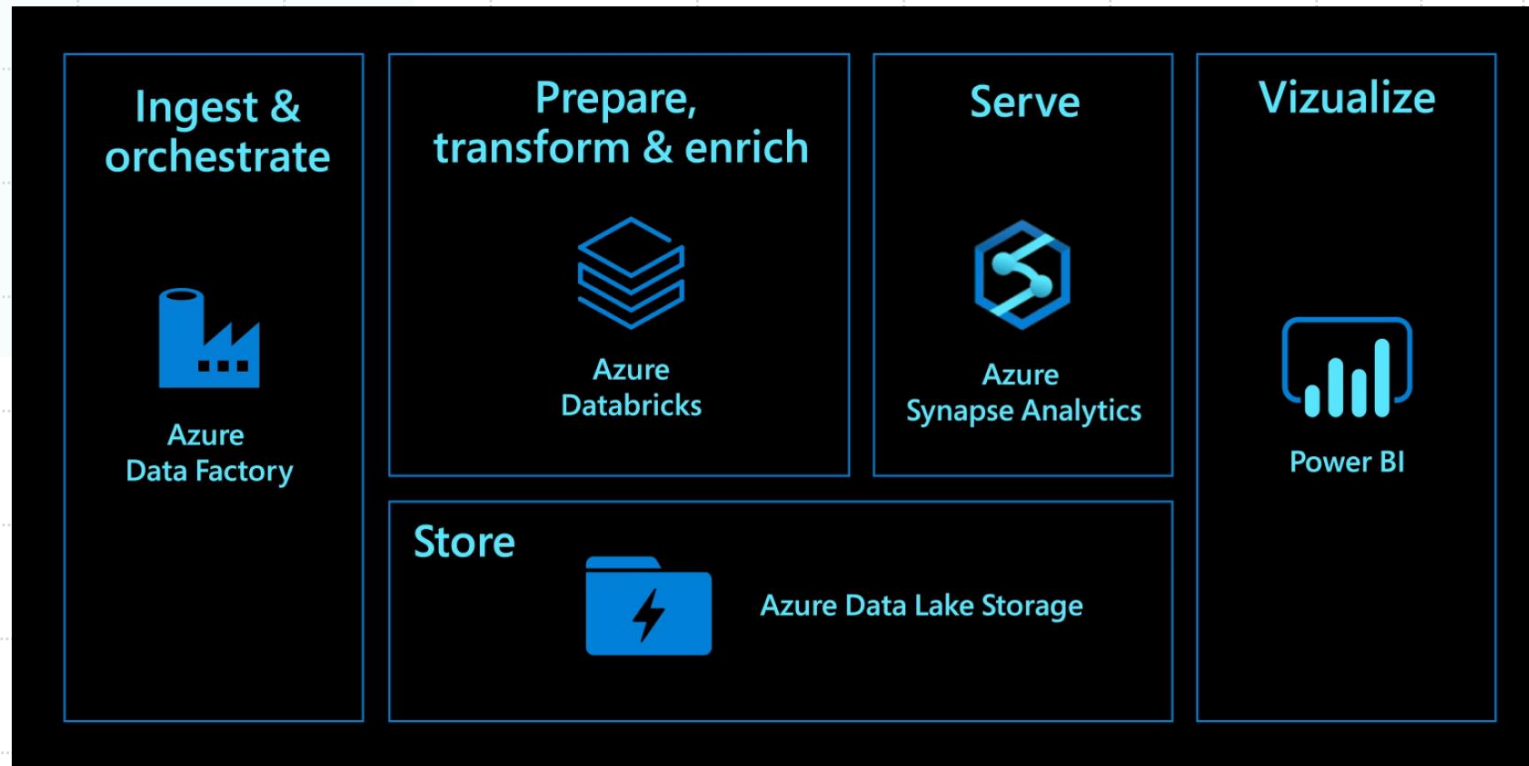 Ingest &
orchestrate
Azure
Data Factory
Prepare,
transform & enrich
Azure
Databricks
Serve
Azure
Synapse Analytics
Vizualize
Power BI
Store
Azure Data Lake Storage